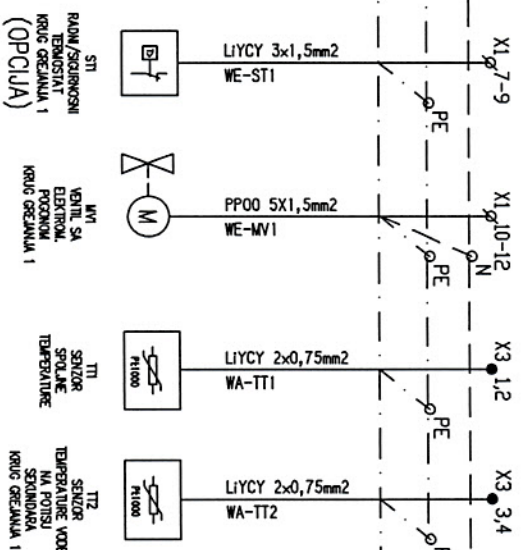 X1
7-9
PE
LiYCY 3x1,5mm2
WE-ST1
ST1
RADNI/SIGURNOSNI
TERMOSTAT
KRUG GREJANJA 1
(OPCIJA)
X1
10-12
N
PE
PP00 5X1,5mm2
WE-MV1
M
MV1
VENTIL SA
ELEKTROM.
POGONOM
KRUG GREJANJA 1
X3
1,2
PE
LiYCY 2x0,75mm2
WA-TT1
Pt1000
TT1
SENZOR
SPOLJNE
TEMPERATURE
X3
3,4
LiYCY 2x0,75mm2
WA-TT2
Pt1000
TT2
SENZOR
TEMPERATURE VODE
NA POTISU
SEKUNDARA
KRUG GREJANJA 1